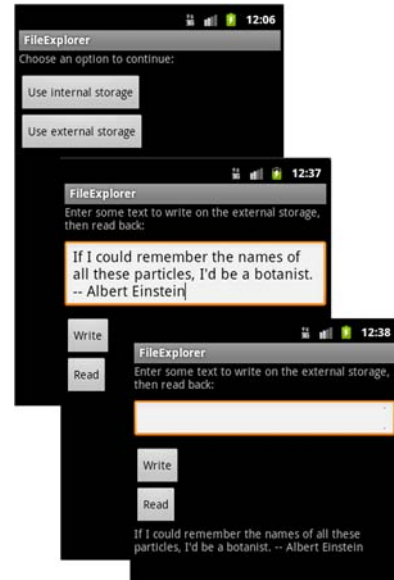 12:06
FileExplorer
Choose an option to continue:
Use internal storage
Use external storage
12:37
FileExplorer
Enter some text to write on the external storage,
then read back:
If I could remember the names of
all these particles, I'd be a botanist.
-- Albert Einstein
Write
Read
12:38
FileExplorer
Enter some text to write on the external storage,
then read back:
Write
Read
If I could remember the names of all these
particles, I'd be a botanist. -- Albert Einstein